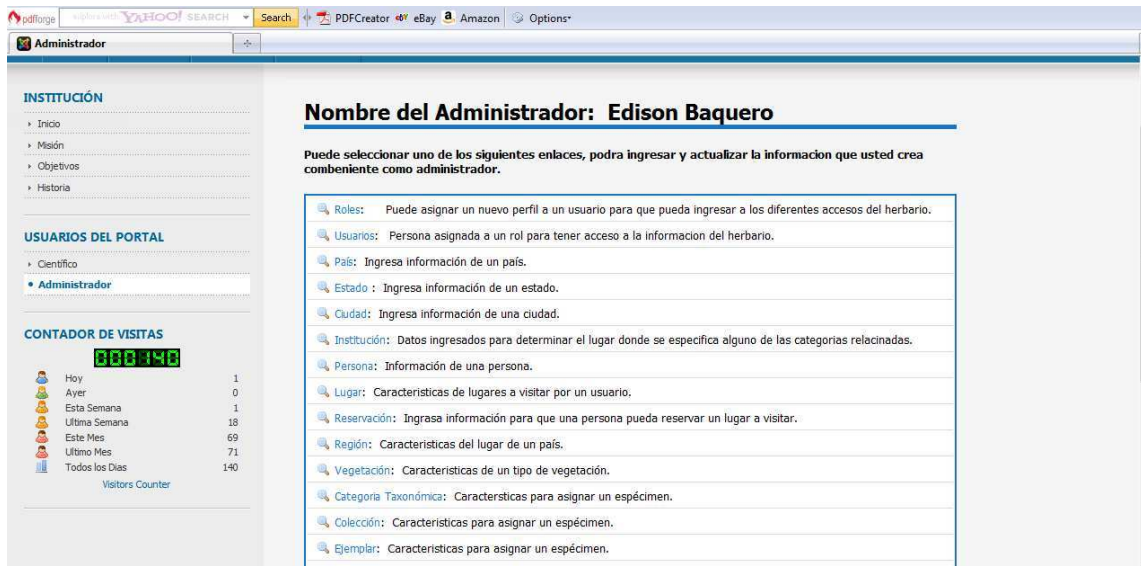 pdfforge explore with YAHOO! SEARCH Search PDFCreator eBay Amazon Options
Administrador
INSTITUCIÓN
Inicio
Misión
Objetivos
Historia
USUARIOS DEL PORTAL
Científico
Administrador
CONTADOR DE VISITAS
000140
Hoy 1
Ayer 0
Esta Semana 1
Ultima Semana 18
Este Mes 69
Ultimo Mes 71
Todos los Dias 140
Visitors Counter
Nombre del Administrador: Edison Baquero
Puede seleccionar uno de los siguientes enlaces, podra ingresar y actualizar la informacion que usted crea
combeniente como administrador.
Roles: Puede asignar un nuevo perfil a un usuario para que pueda ingresar a los diferentes accesos del herbario.
Usuarios: Persona asignada a un rol para tener acceso a la informacion del herbario.
País: Ingresa información de un país.
Estado : Ingresa información de un estado.
Ciudad: Ingresa información de una ciudad.
Institución: Datos ingresados para determinar el lugar donde se especifica alguno de las categorias relacinadas.
Persona: Información de una persona.
Lugar: Caracteristicas de lugares a visitar por un usuario.
Reservación: Ingrasa información para que una persona pueda reservar un lugar a visitar.
Región: Caracteristicas del lugar de un país.
Vegetación: Caracteristicas de un tipo de vegetación.
Categoria Taxonómica: Caractersticas para asignar un espécimen.
Colección: Caracteristicas para asignar un espécimen.
Ejemplar: Caracteristicas para asignar un espécimen.